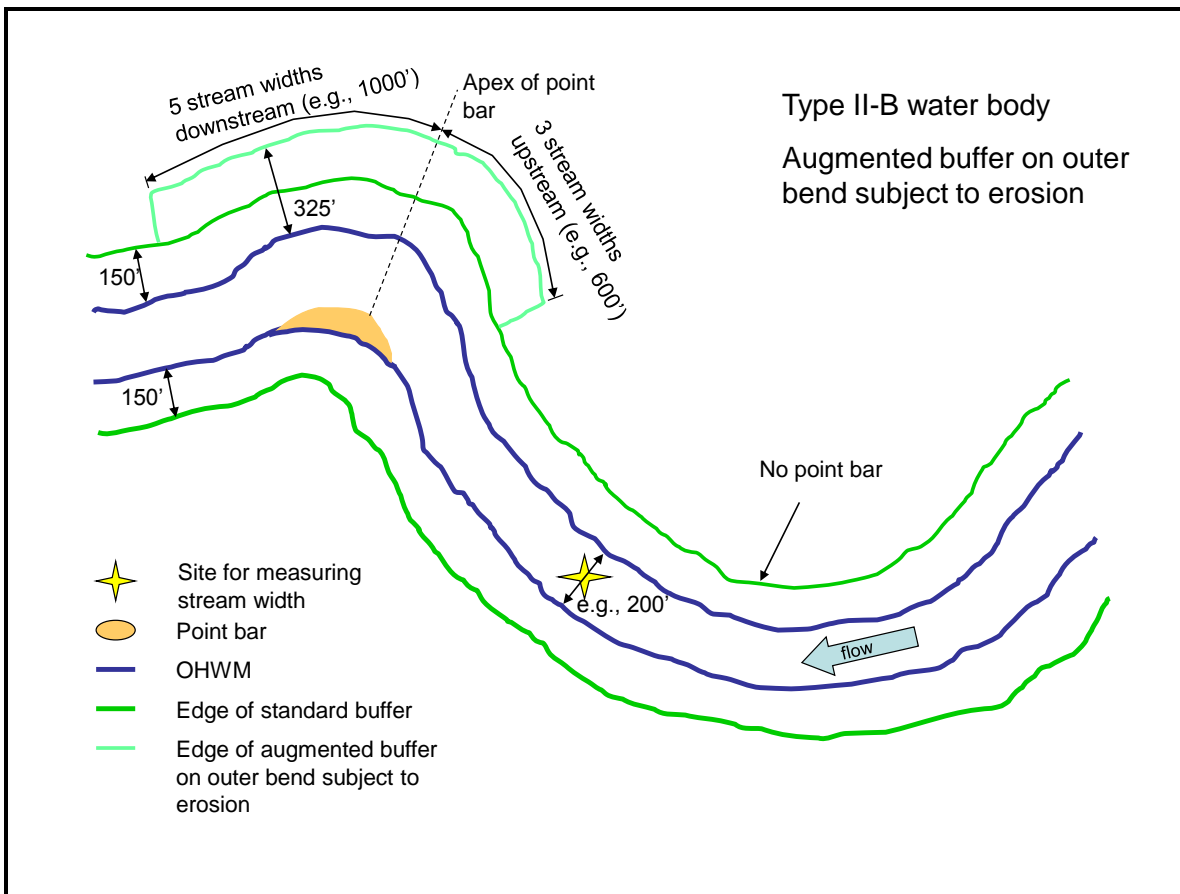 5 stream widths
downstream (e.g., 1000')
Apex of point
bar
3 stream widths
upstream (e.g., 600')
Type II-B water body
Augmented buffer on outer
bend subject to erosion
325'
150'
150'
No point bar
e.g., 200'
flow
Site for measuring
stream width
Point bar
OHWM
Edge of standard buffer
Edge of augmented buffer
on outer bend subject to
erosion